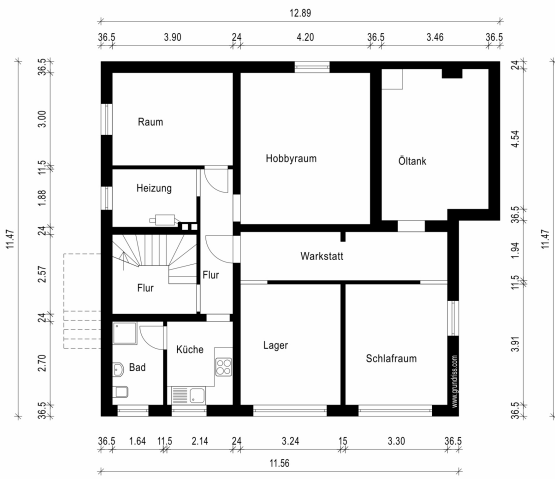 12.89
36.5 3.90 24 4.20 36.5 3.46 36.5
36.5
3.00
11.5
1.88
24
2.57
24
2.70
36.5
11.47
Raum
Hobbyraum
Öltank
Heizung
Warkstatt
Flur
Flur
Küche
Bad
Lager
Schlafraum
www.grundriss.com
24
4.54
36.5
1.94
11.5
3.91
36.5
11.47
36.5 1.64 11.5 2.14 24 3.24 15 3.30 36.5
11.56